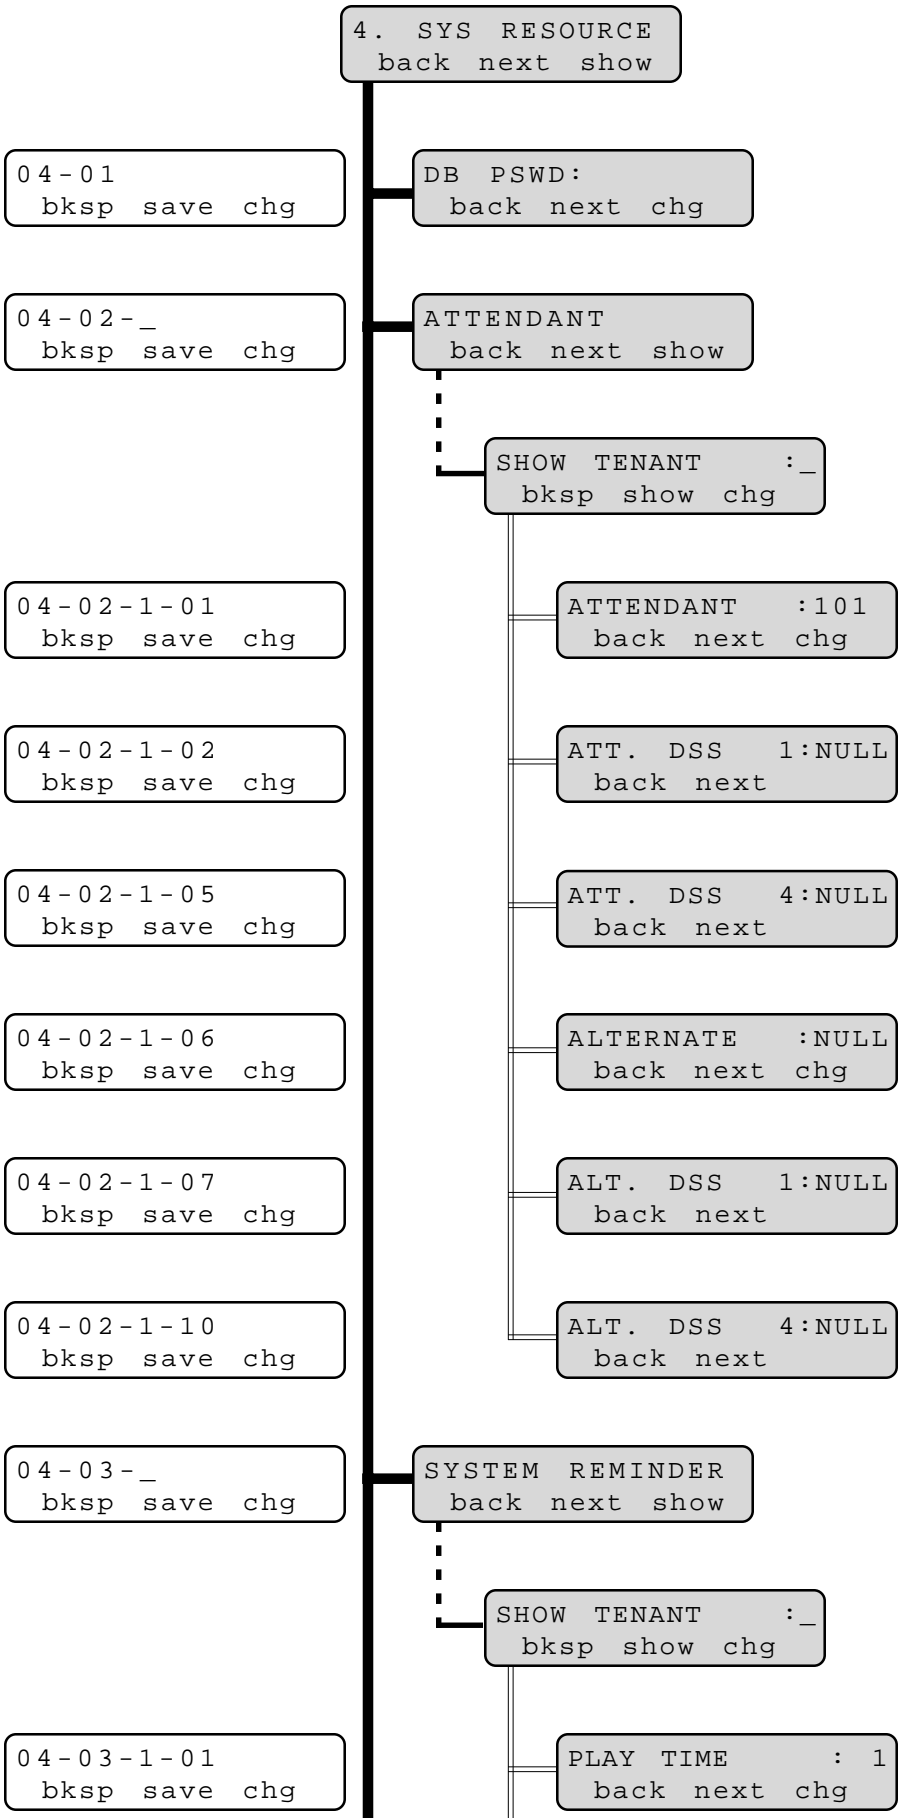 4. SYS RESOURCE
back next show
04-01
bksp save chg
DB PSWD:
back next chg
04-02-_
bksp save chg
ATTENDANT
back next show
SHOW TENANT :_
bksp show chg
04-02-1-01
bksp save chg
ATTENDANT :101
back next chg
04-02-1-02
bksp save chg
ATT. DSS 1:NULL
back next
04-02-1-05
bksp save chg
ATT. DSS 4:NULL
back next
04-02-1-06
bksp save chg
ALTERNATE :NULL
back next chg
04-02-1-07
bksp save chg
ALT. DSS 1:NULL
back next
04-02-1-10
bksp save chg
ALT. DSS 4:NULL
back next
04-03-_
bksp save chg
SYSTEM REMINDER
back next show
SHOW TENANT :_
bksp show chg
04-03-1-01
bksp save chg
PLAY TIME : 1
back next chg